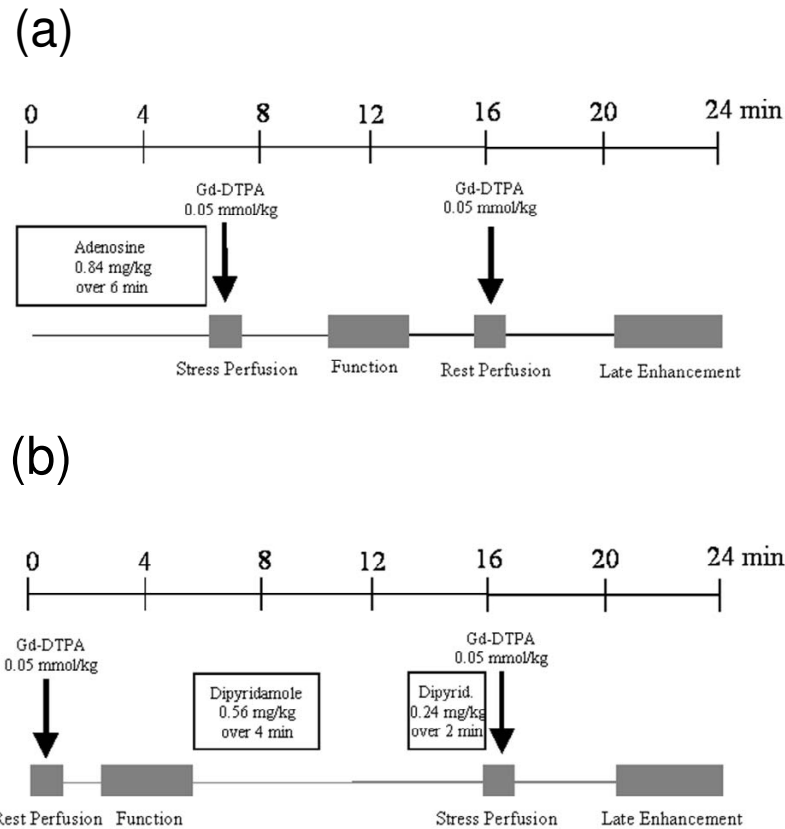 (a)
0 4 8 12 16 20 24 min
Gd-DTPA
0.05 mmol/kg
Gd-DTPA
0.05 mmol/kg
Adenosine
0.84 mg/kg
over 6 min
Stress Perfusion Function Rest Perfusion Late Enhancement
(b)
0 4 8 12 16 20 24 min
Gd-DTPA
0.05 mmol/kg
Gd-DTPA
0.05 mmol/kg
Dipyridamole
0.56 mg/kg
over 4 min
Dipyrid.
0.24 mg/kg
over 2 min
Rest Perfusion Function Stress Perfusion Late Enhancement